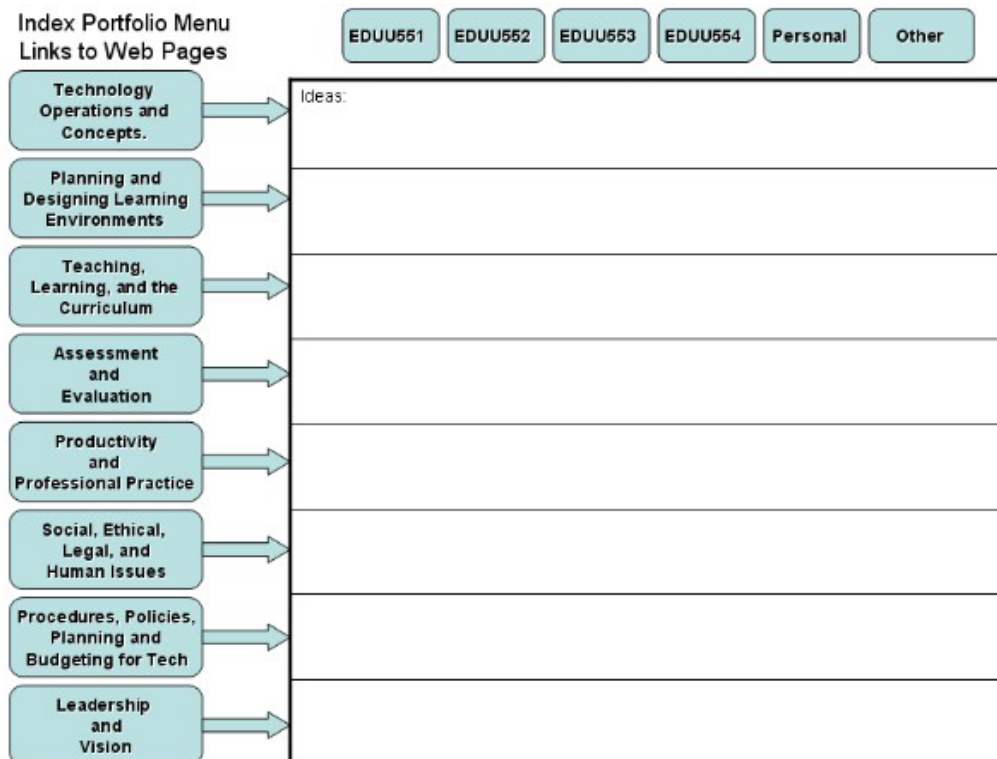 Index Portfolio Menu
Links to Web Pages
EDUU551
EDUU552
EDUU553
EDUU554
Personal
Other
Technology
Operations and
Concepts.
Ideas:
Planning and
Designing Learning
Environments
Teaching,
Learning, and the
Curriculum
Assessment
and
Evaluation
Productivity
and
Professional Practice
Social, Ethical,
Legal, and
Human Issues
Procedures, Policies,
Planning and
Budgeting for Tech
Leadership
and
Vision